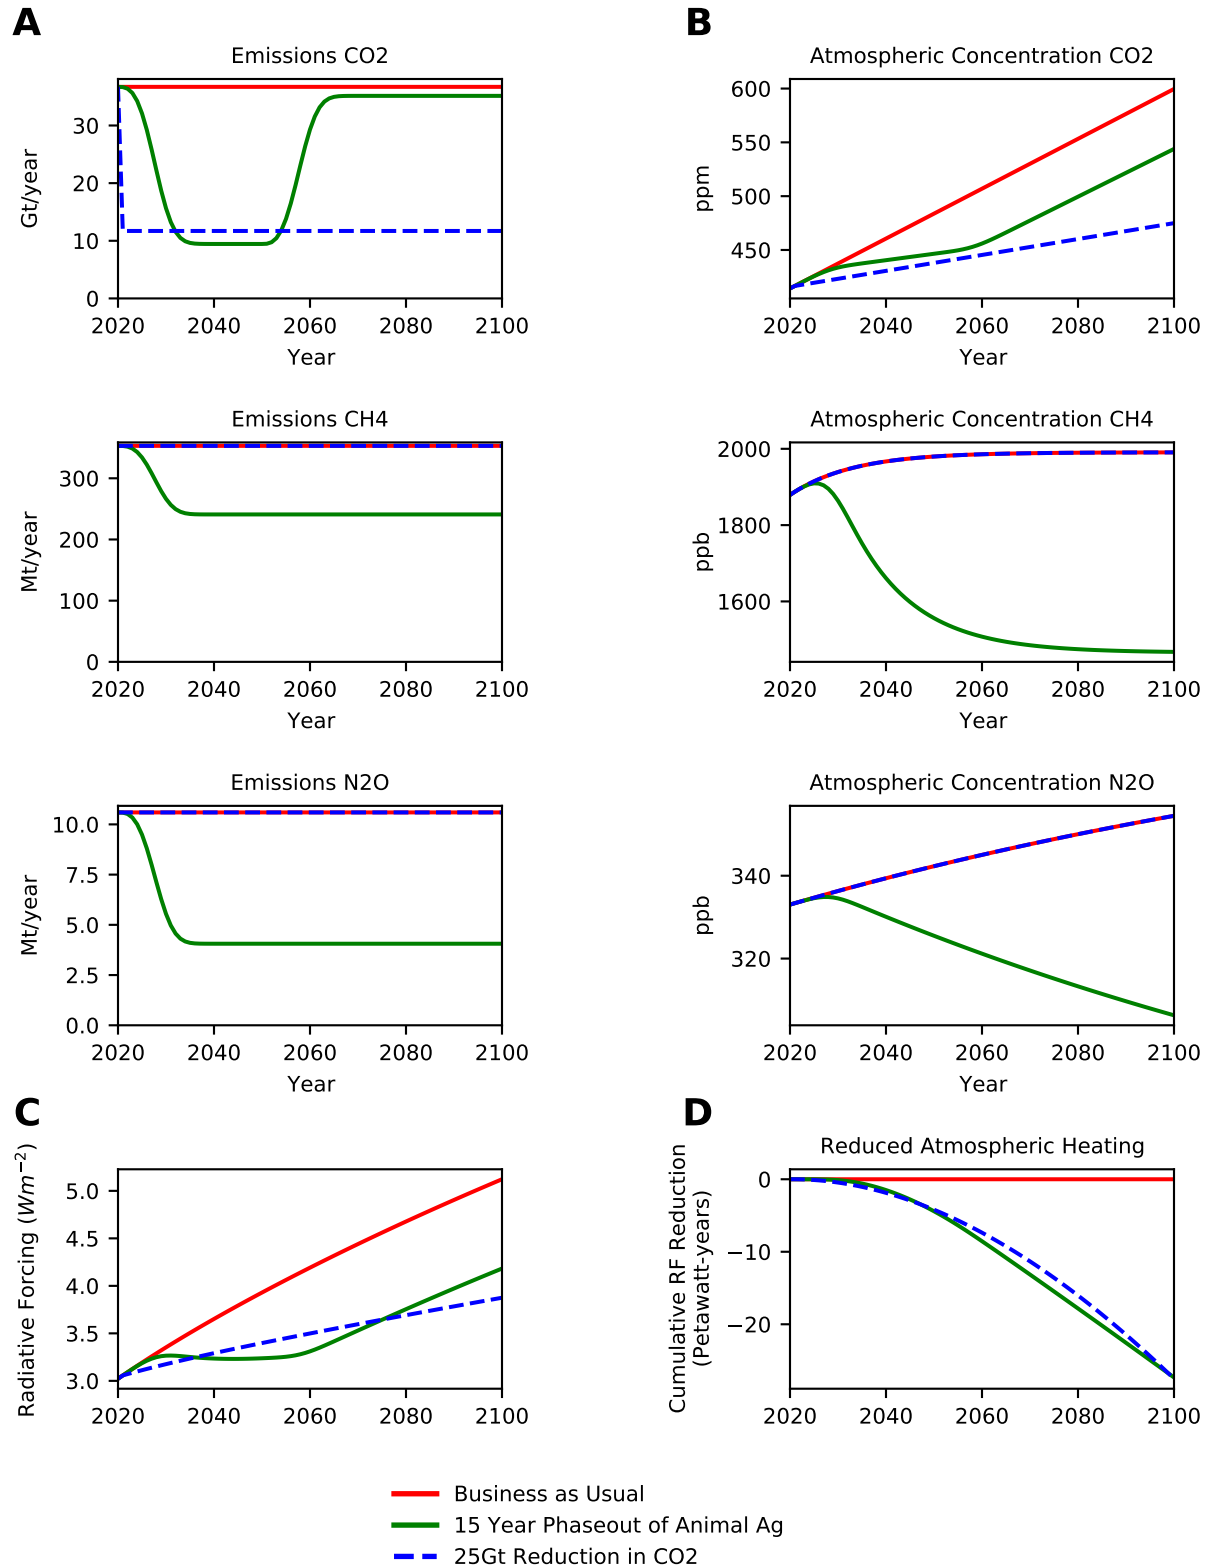 A
B
Emissions CO2
Gt/year
30
20
10
0
2020 2040 2060 2080 2100
Year
Atmospheric Concentration CO2
ppm
600
550
500
450
2020 2040 2060 2080 2100
Year
Emissions CH4
Mt/year
300
200
100
0
2020 2040 2060 2080 2100
Year
Atmospheric Concentration CH4
ppb
2000
1800
1600
2020 2040 2060 2080 2100
Year
Emissions N2O
Mt/year
10.0
7.5
5.0
2.5
0.0
2020 2040 2060 2080 2100
Year
Atmospheric Concentration N2O
ppb
340
320
2020 2040 2060 2080 2100
Year
C
Radiative Forcing (Wm⁻²)
5.0
4.5
4.0
3.5
3.0
2020 2040 2060 2080 2100
D
Reduced Atmospheric Heating
Cumulative RF Reduction
(Petawatt-years)
0
−10
−20
2020 2040 2060 2080 2100
Business as Usual
15 Year Phaseout of Animal Ag
25Gt Reduction in CO2